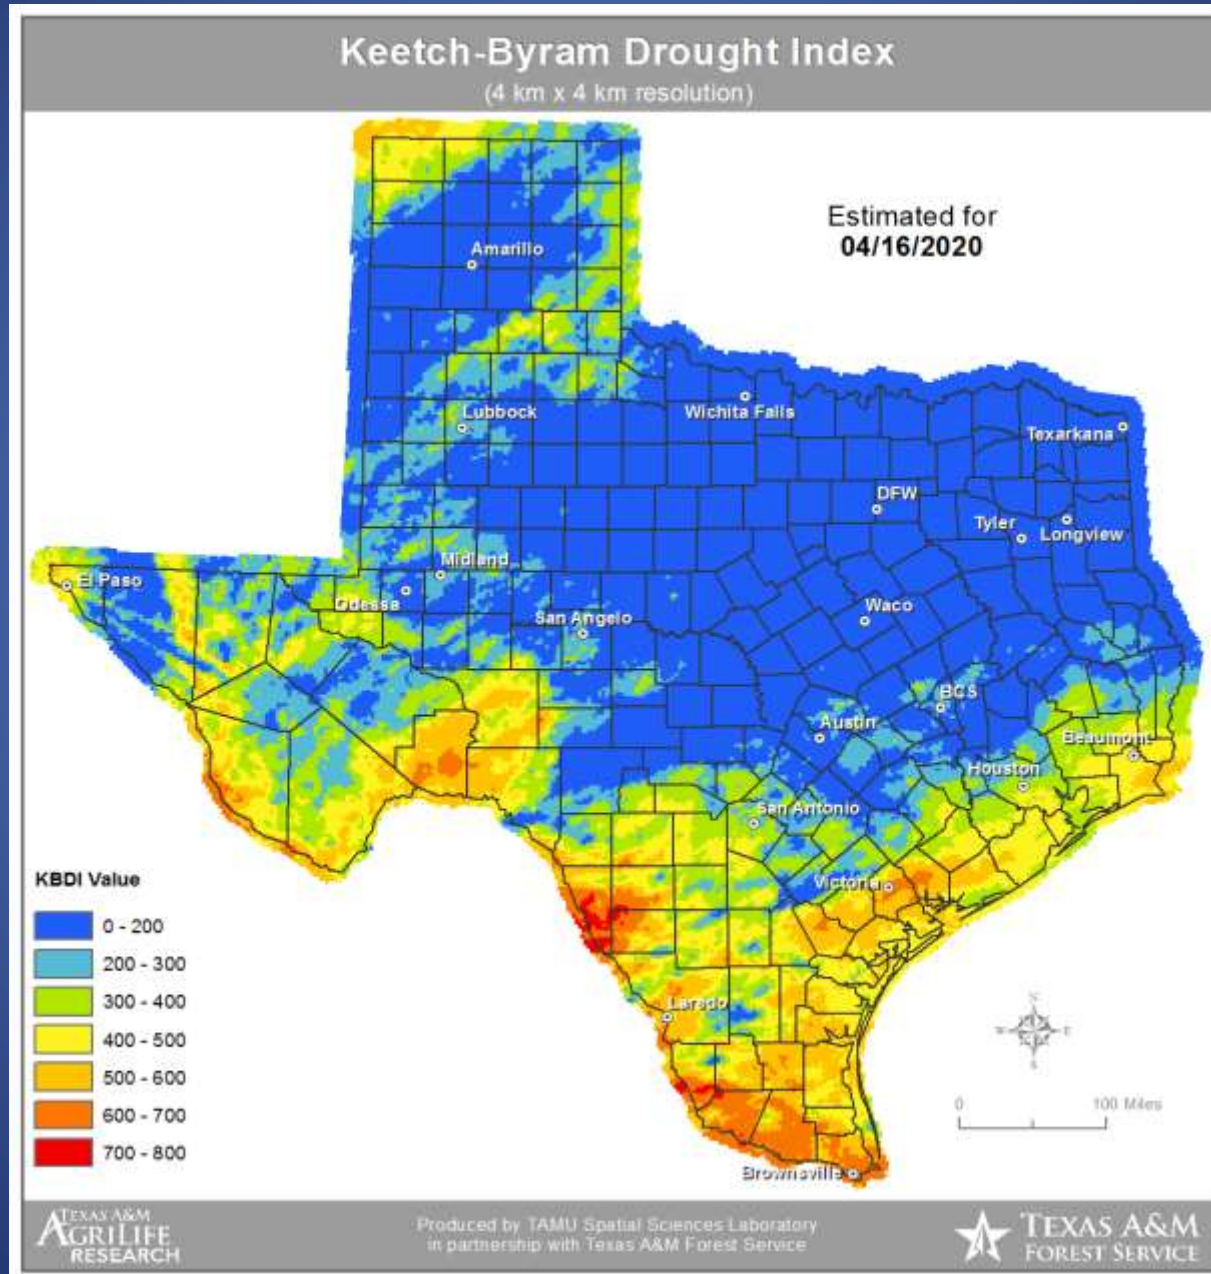 Keetch-Byram Drought Index
(4 km x 4 km resolution)
Estimated for
04/16/2020
Amarillo
Lubbock
Wichita Falls
Texarkana
DFW
Tyler
Longview
Midland
El Paso
Odessa
San Angelo
Waco
BCS
Austin
Beaumont
Houston
San Antonio
Victoria
Laredo
Brownsville
KBDI Value
0 - 200
200 - 300
300 - 400
400 - 500
500 - 600
600 - 700
700 - 800
N
W
E
S
0
100 Miles
TEXAS A&M
AGRILIFE
RESEARCH
Produced by TAMU Spatial Sciences Laboratory
in partnership with Texas A&M Forest Service
TEXAS A&M
FOREST SERVICE